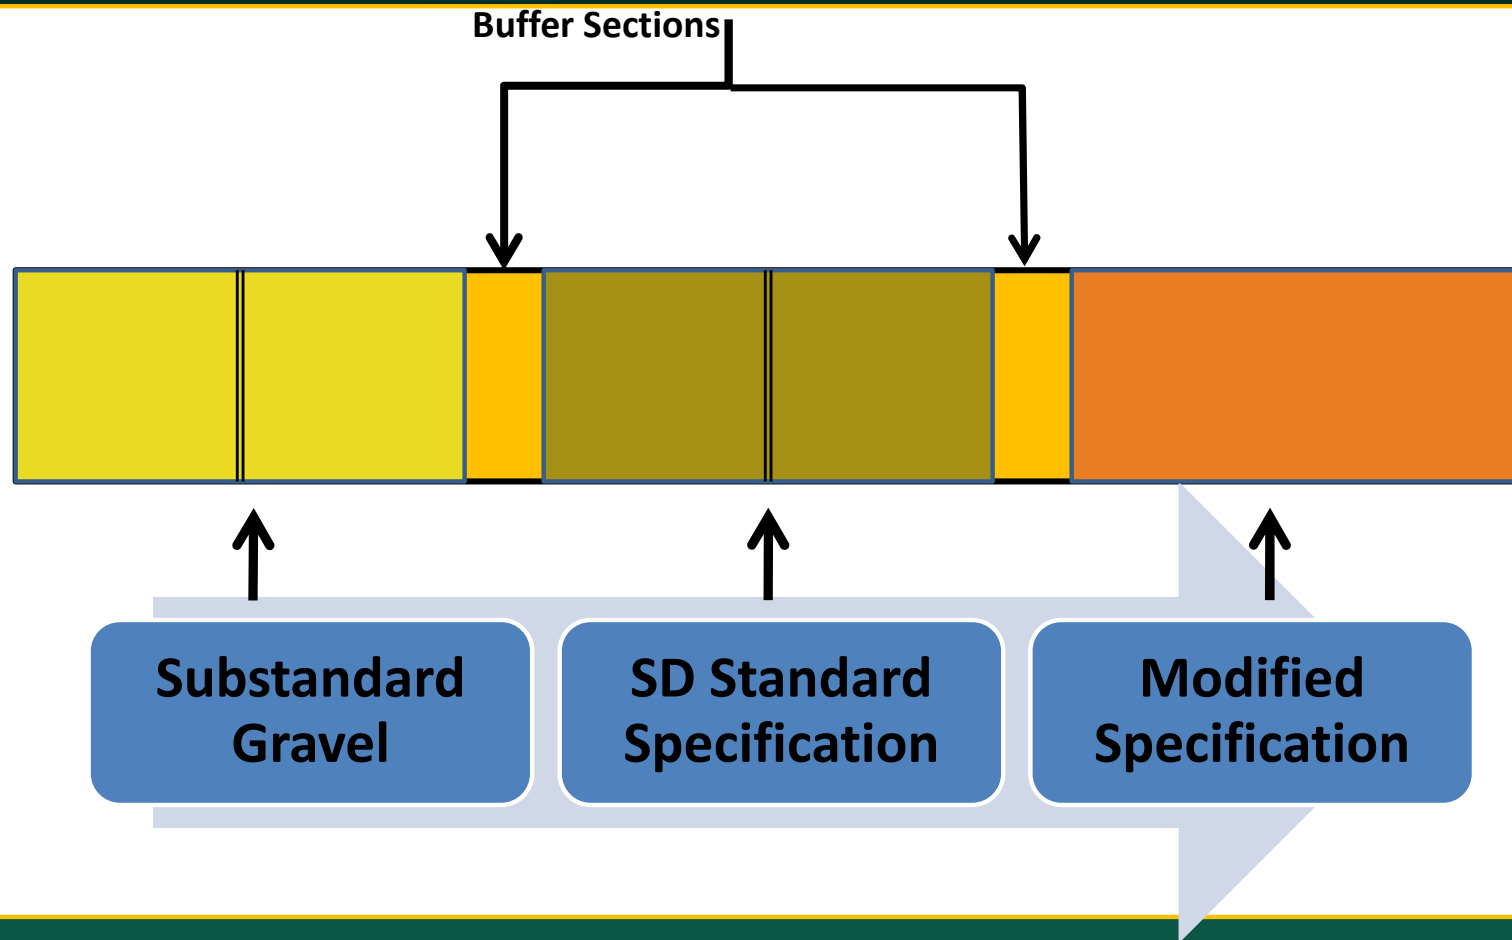 Buffer Sections
Substandard
Gravel
SD Standard
Specification
Modified
Specification